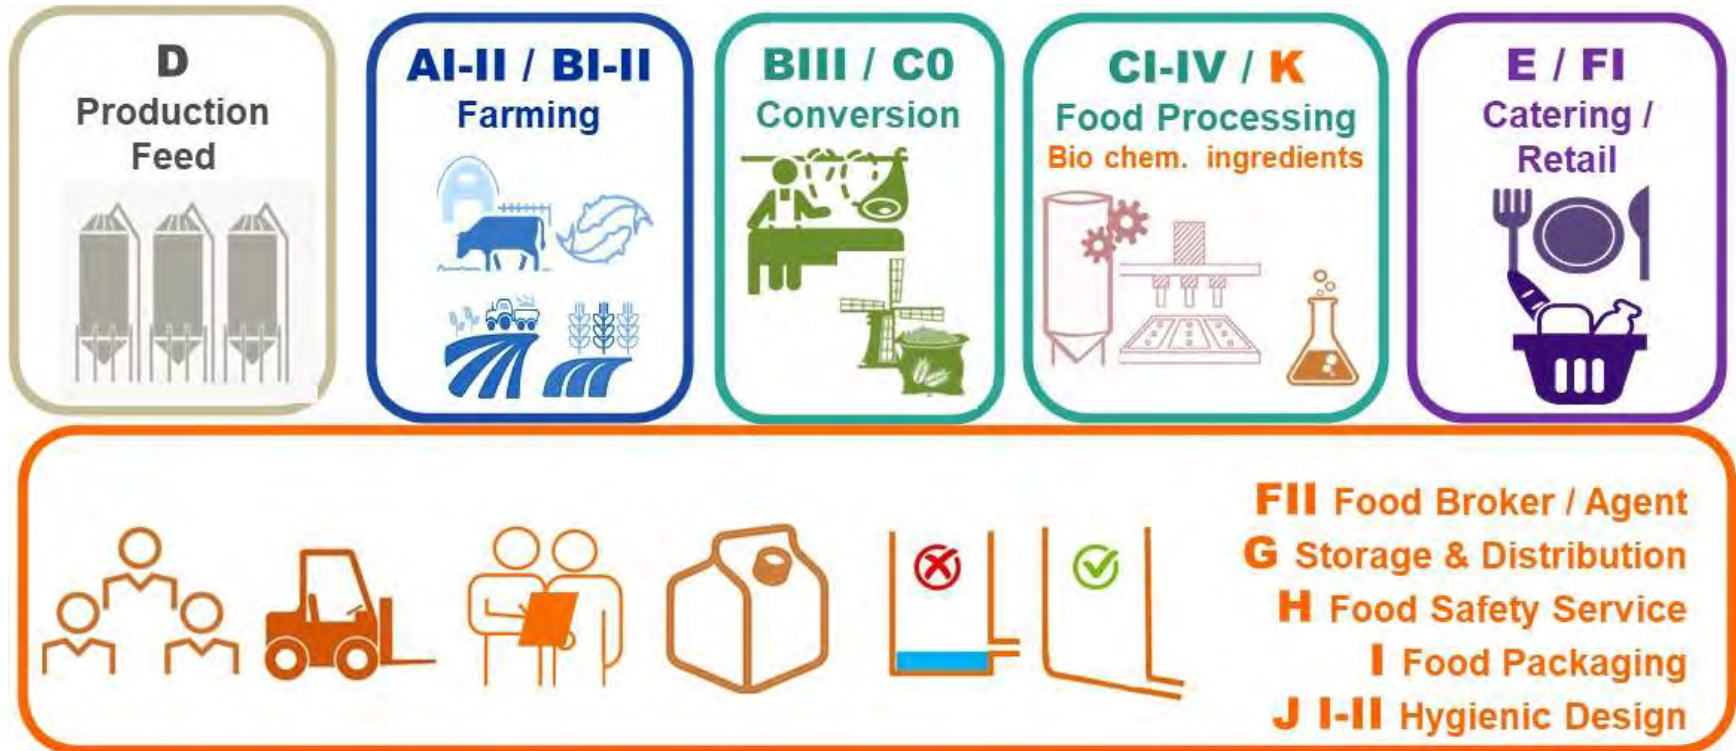 D
Production
Feed
AI-II / BI-II
Farming
BIII / C0
Conversion
CI-IV / K
Food Processing
Bio chem. ingredients
E / FI
Catering /
Retail
FII Food Broker / Agent
G Storage & Distribution
H Food Safety Service
I Food Packaging
J I-II Hygienic Design